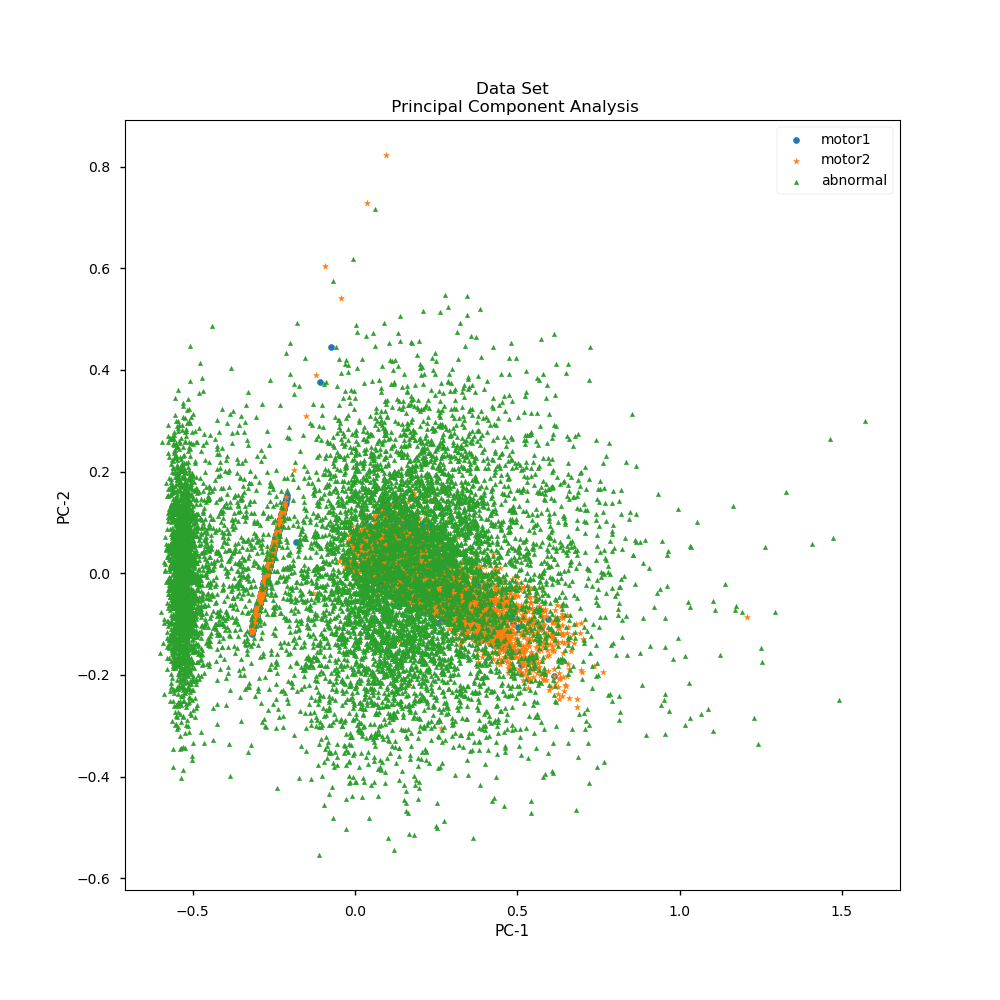 Data Set
Principal Component Analysis
motor1
motor2
abnormal
0.8
0.6
0.4
0.2
0.0
−0.2
−0.4
−0.6
PC-2
−0.5
0.0
0.5
1.0
1.5
PC-1